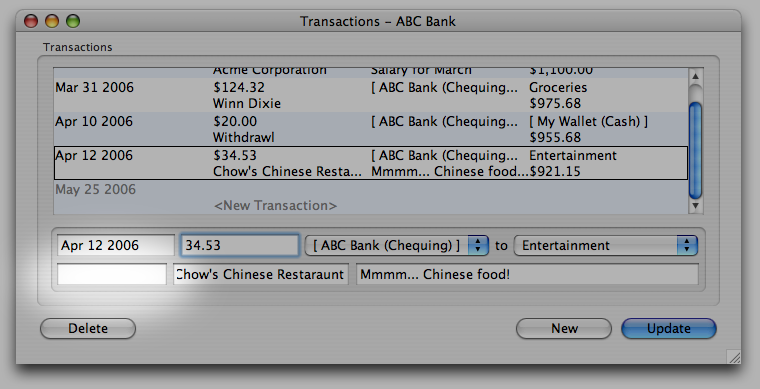 Transactions – ABC Bank
Transactions
Acme Corporation Salary for March $1,100.00
Mar 31 2006 $124.32 [ ABC Bank (Chequing... Groceries
Winn Dixie $975.68
Apr 10 2006 $20.00 [ ABC Bank (Chequing... [ My Wallet (Cash) ]
Withdrawl $955.68
Apr 12 2006 $34.53 [ ABC Bank (Chequing... Entertainment
Chow's Chinese Resta... Mmmm... Chinese food... $921.15
May 25 2006
<New Transaction>
Apr 12 2006 34.53 [ ABC Bank (Chequing) ] to Entertainment
Chow's Chinese Restaraunt Mmmm... Chinese food!
Delete New Update